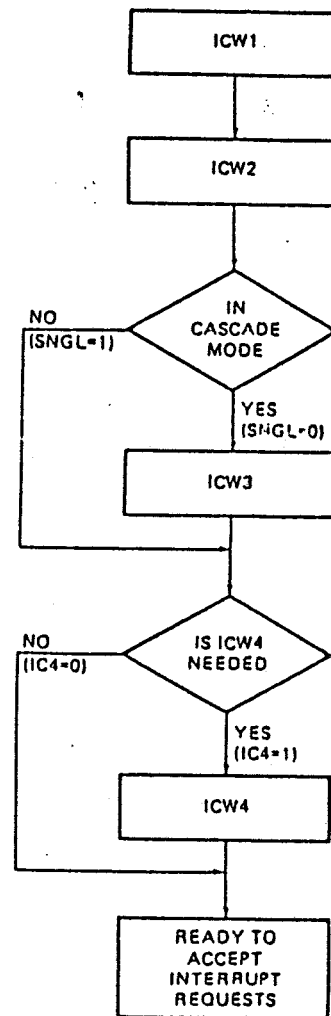 ICW1
ICW2
IN
CASCADE
MODE
NO
(SNGL=1)
YES
(SNGL=0)
ICW3
IS ICW4
NEEDED
NO
(IC4=0)
YES
(IC4=1)
ICW4
READY TO
ACCEPT
INTERRUPT
REQUESTS